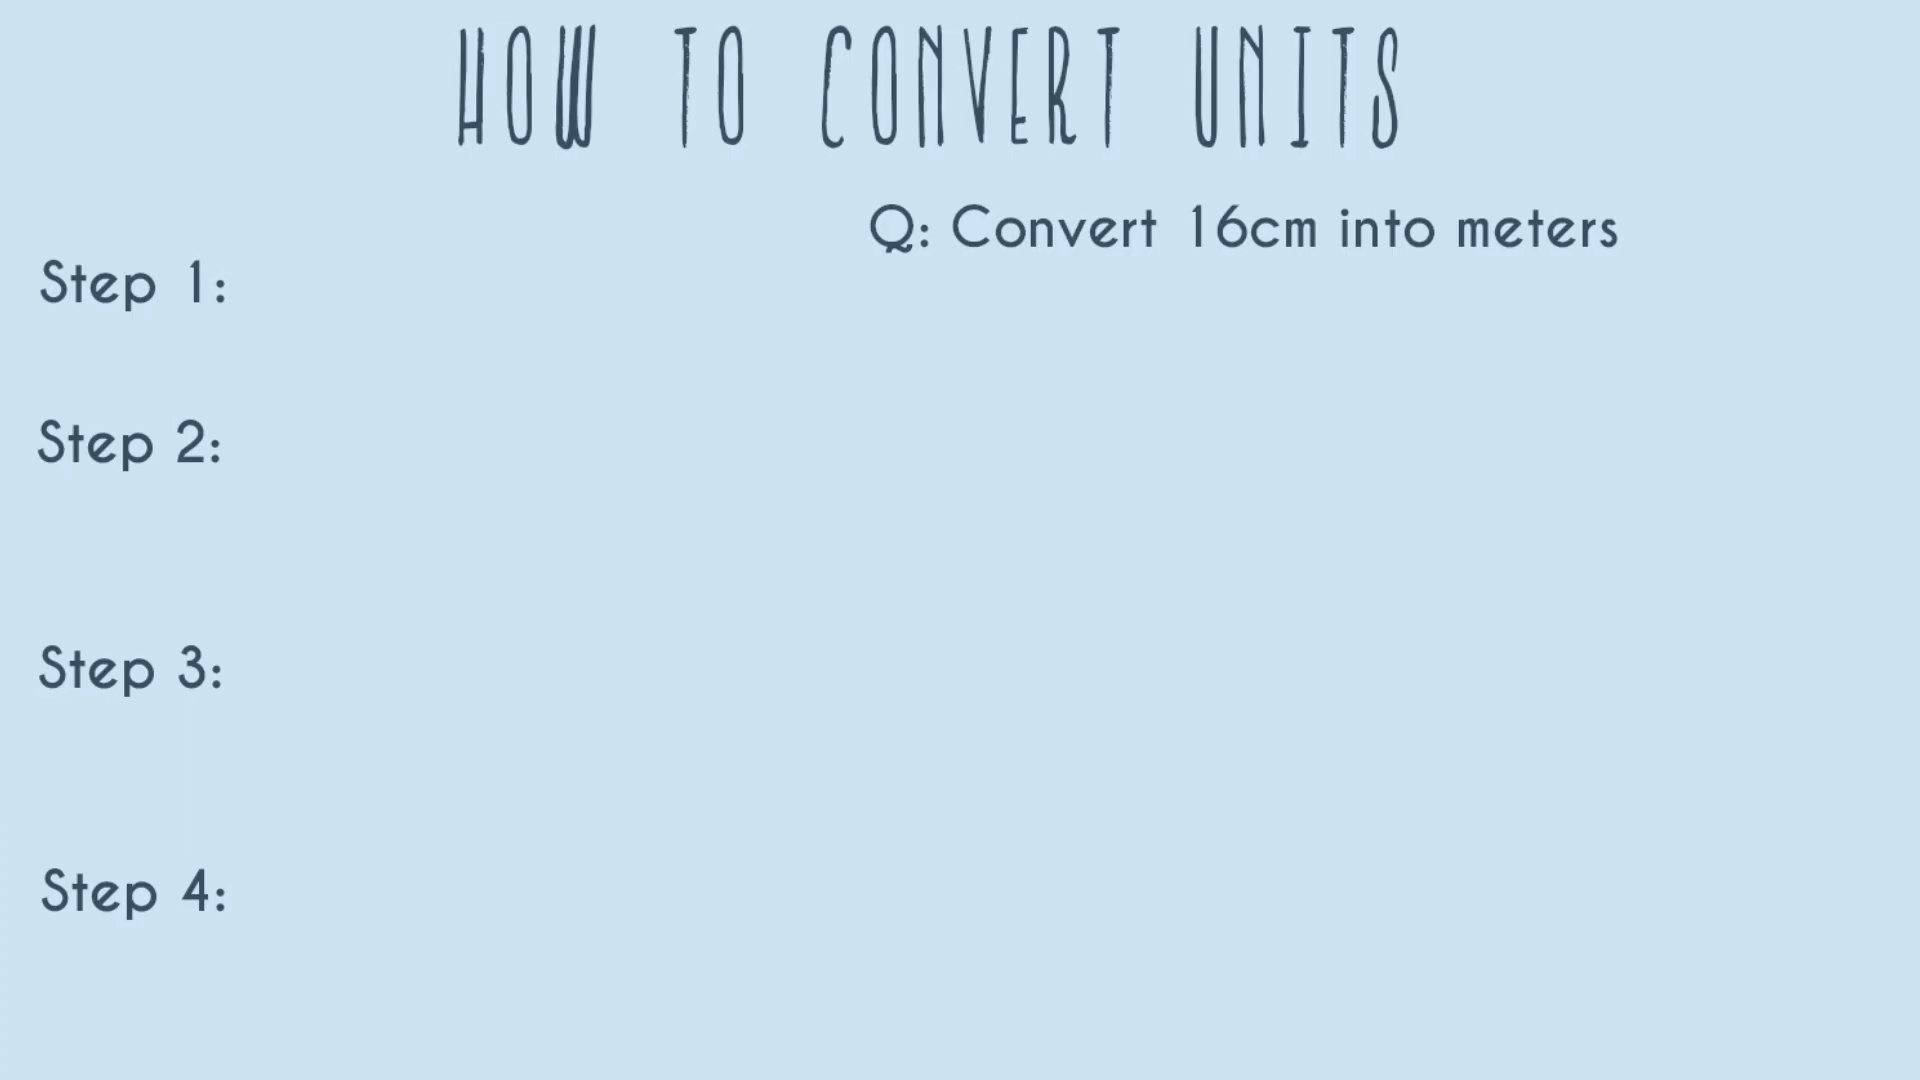 HOW TO CONVERT UNITS
Q: Convert 16cm into meters
Step 1:
Step 2:
Step 3:
Step 4: